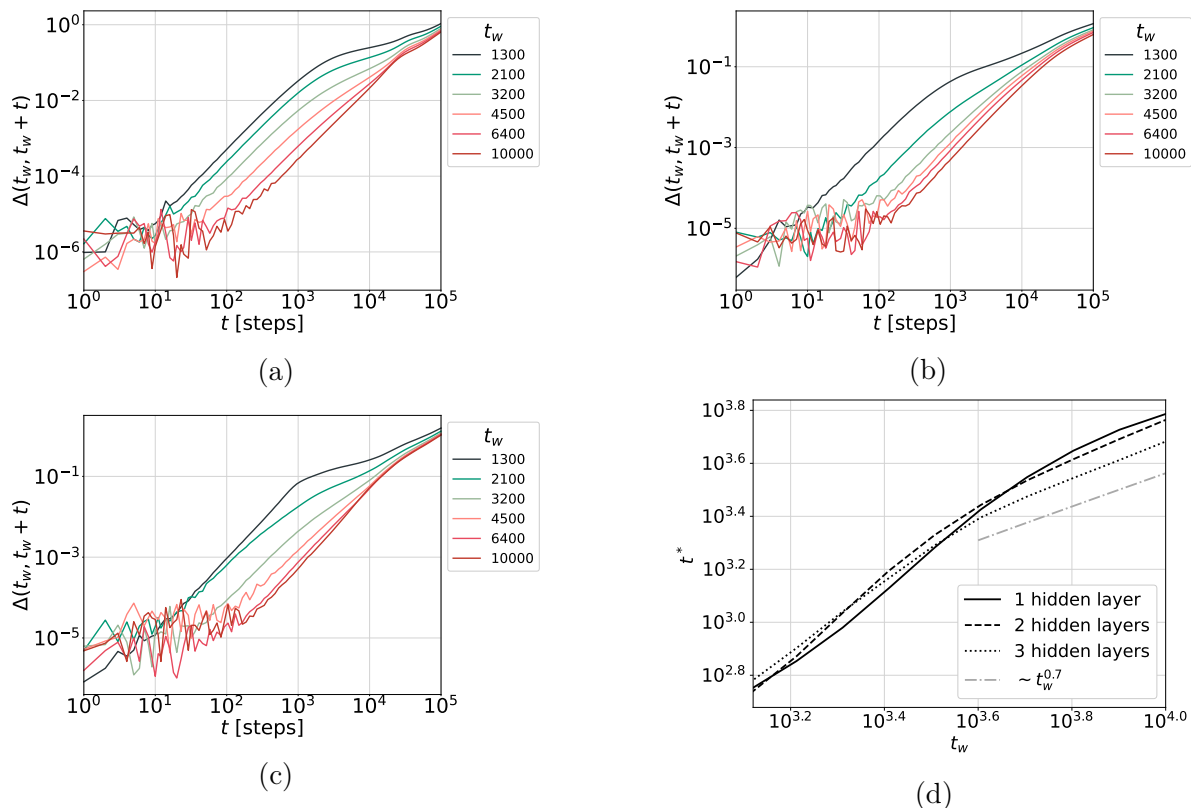 10^0
10^{-2}
10^{-4}
10^{-6}
Δ(t_w, t_w + t)
10^0 10^1 10^2 10^3 10^4 10^5
t [steps]
t_w
1300
2100
3200
4500
6400
10000
(a)
10^{-1}
10^{-3}
10^{-5}
Δ(t_w, t_w + t)
10^0 10^1 10^2 10^3 10^4 10^5
t [steps]
t_w
1300
2100
3200
4500
6400
10000
(b)
10^{-1}
10^{-3}
10^{-5}
Δ(t_w, t_w + t)
10^0 10^1 10^2 10^3 10^4 10^5
t [steps]
t_w
1300
2100
3200
4500
6400
10000
(c)
10^{3.8}
10^{3.6}
10^{3.4}
10^{3.2}
10^{3.0}
10^{2.8}
t*
1 hidden layer
2 hidden layers
3 hidden layers
~ t_w^{0.7}
10^{3.2} 10^{3.4} 10^{3.6} 10^{3.8} 10^{4.0}
t_w
(d)